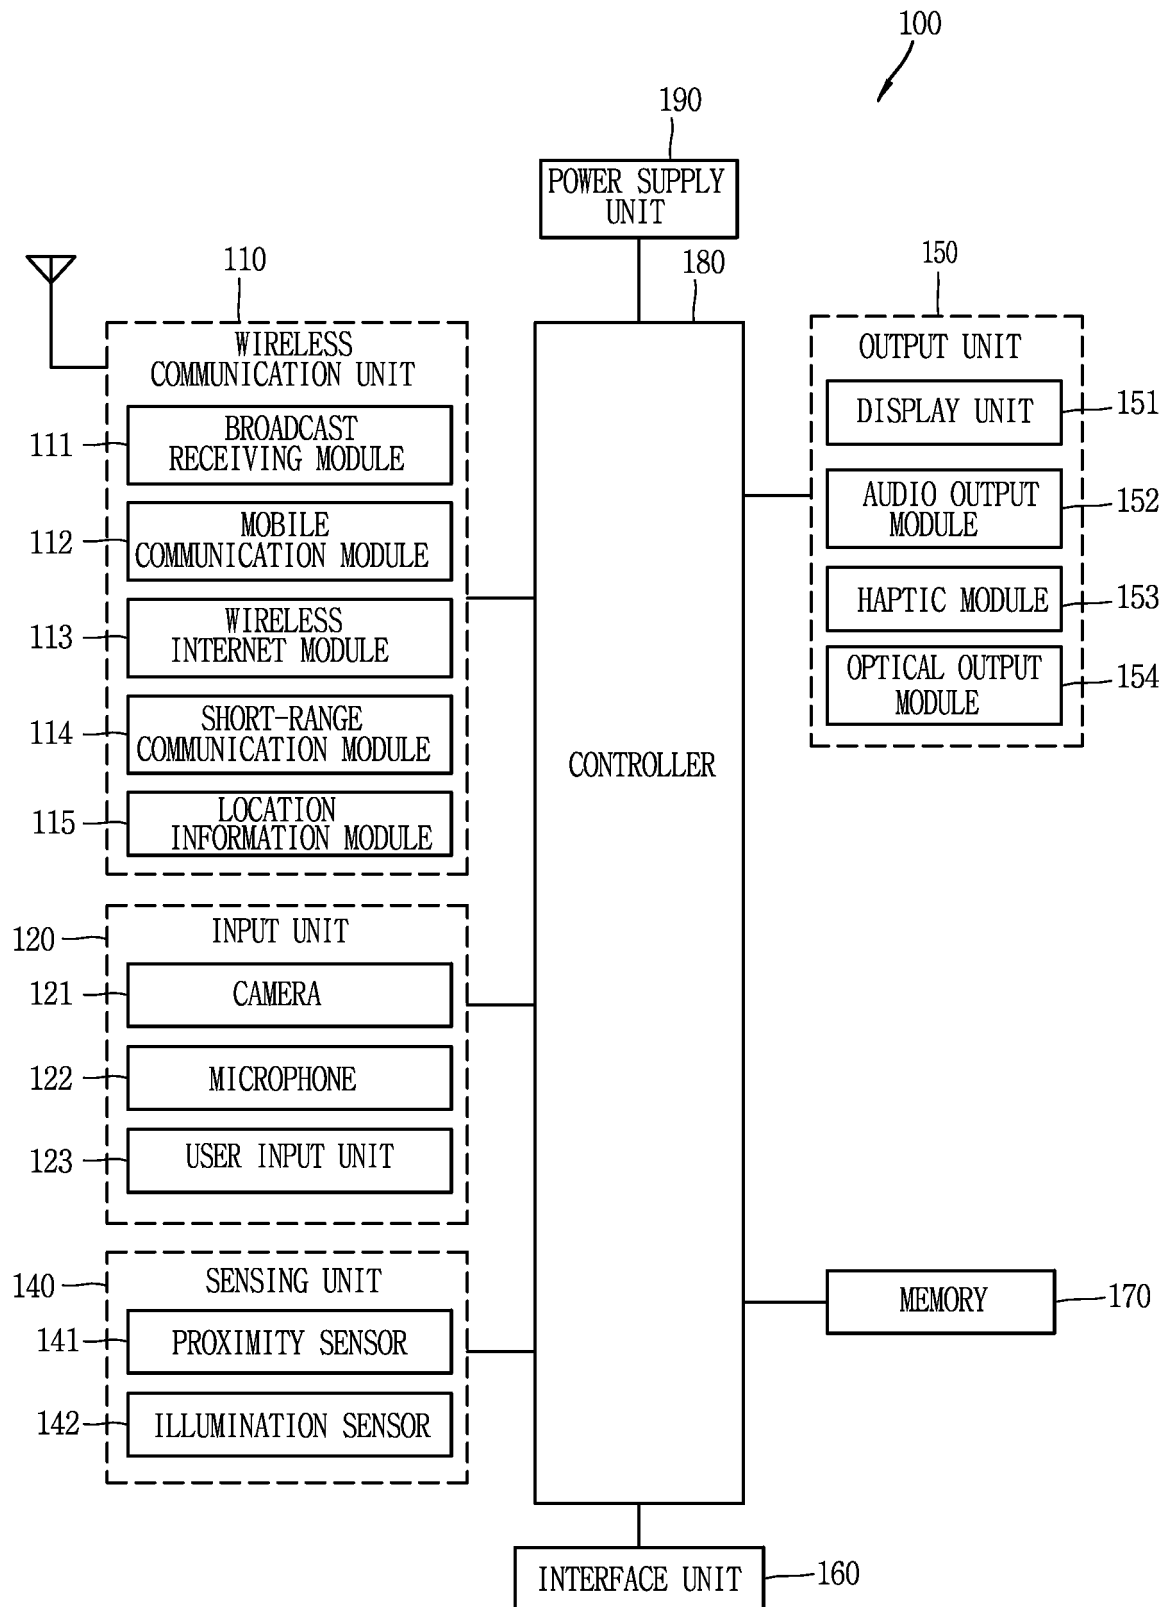 100
190
POWER SUPPLY
UNIT
110
180
150
WIRELESS
COMMUNICATION UNIT
111
BROADCAST
RECEIVING MODULE
112
MOBILE
COMMUNICATION MODULE
113
WIRELESS
INTERNET MODULE
114
SHORT-RANGE
COMMUNICATION MODULE
115
LOCATION
INFORMATION MODULE
120
INPUT UNIT
121
CAMERA
122
MICROPHONE
123
USER INPUT UNIT
140
SENSING UNIT
141
PROXIMITY SENSOR
142
ILLUMINATION SENSOR
CONTROLLER
OUTPUT UNIT
DISPLAY UNIT
151
AUDIO OUTPUT
MODULE
152
HAPTIC MODULE
153
OPTICAL OUTPUT
MODULE
154
MEMORY
170
INTERFACE UNIT
160